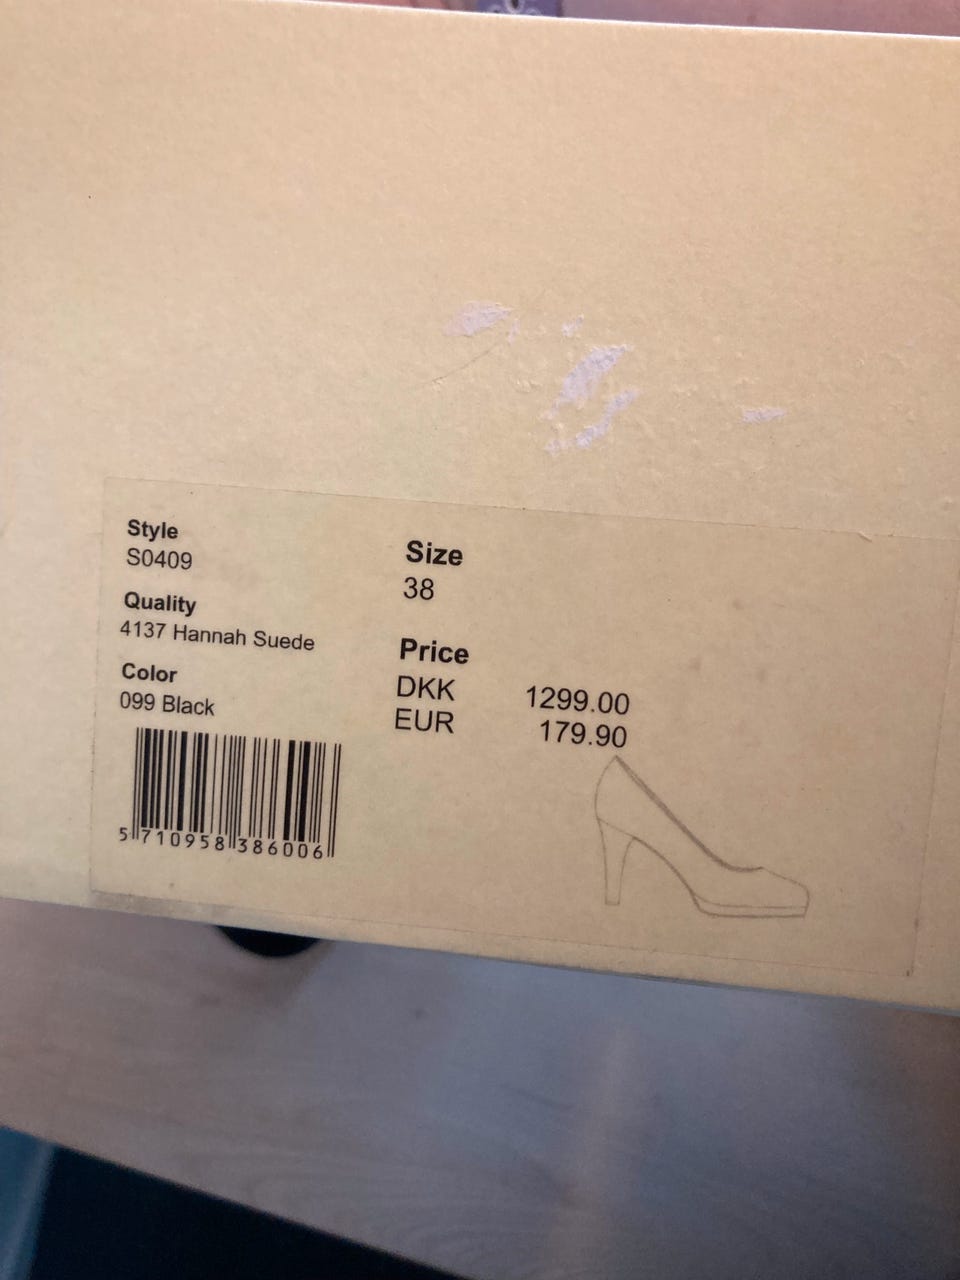 Style
S0409
Quality
4137 Hannah Suede
Color
099 Black
5 710958 386006
Size
38
Price
DKK 1299.00
EUR 179.90